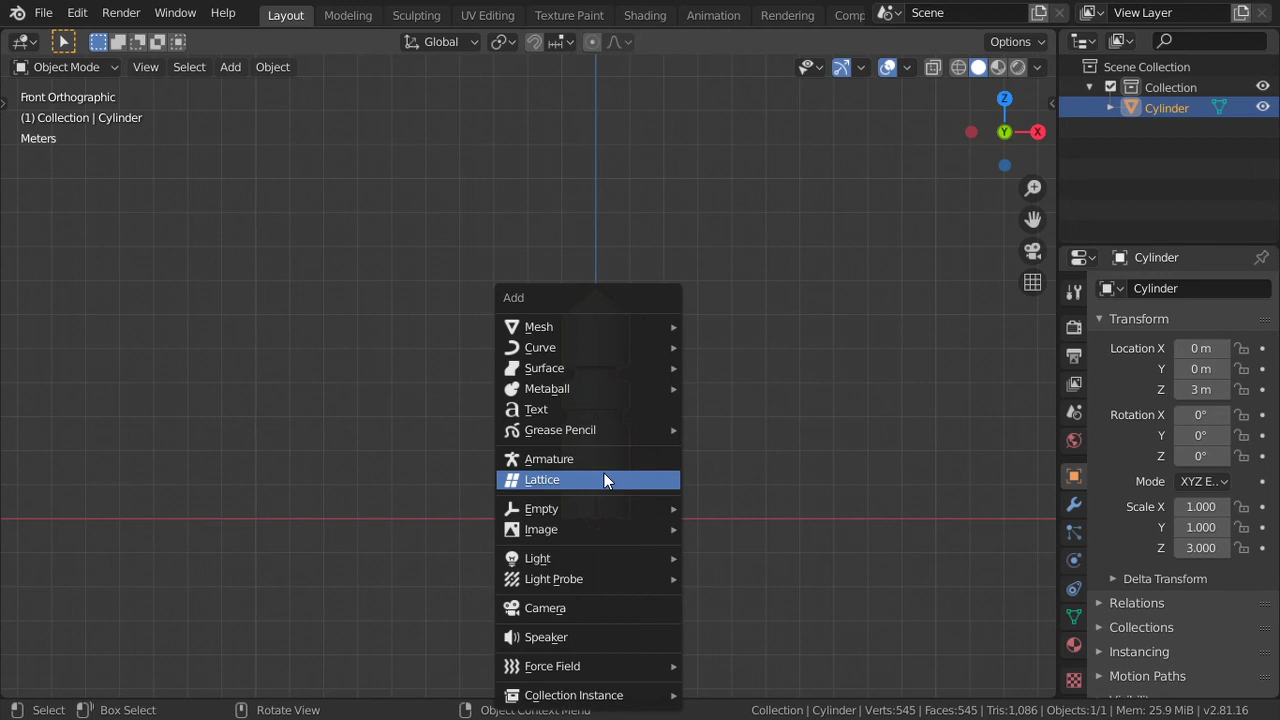 File Edit Render Window Help Layout Modeling Sculpting UV Editing Texture Paint Shading Animation Rendering Comp Scene View Layer
Global Options
Object Mode View Select Add Object
Front Orthographic
(1) Collection | Cylinder
Meters
Z
Y
X
Add
Mesh
Curve
Surface
Metaball
Text
Grease Pencil
Armature
Lattice
Empty
Image
Light
Light Probe
Camera
Speaker
Force Field
Collection Instance
Scene Collection
Collection
Cylinder
Cylinder
Cylinder
Transform
Location X 0 m
Y 0 m
Z 3 m
Rotation X 0°
Y 0°
Z 0°
Mode XYZ E..
Scale X 1.000
Y 1.000
Z 3.000
Delta Transform
Relations
Collections
Instancing
Motion Paths
Select Box Select Rotate View Object Context Menu Collection | Cylinder | Verts:545 | Faces:545 | Tris:1,086 | Objects:1/1 | Mem: 25.9 MiB | v2.81.16